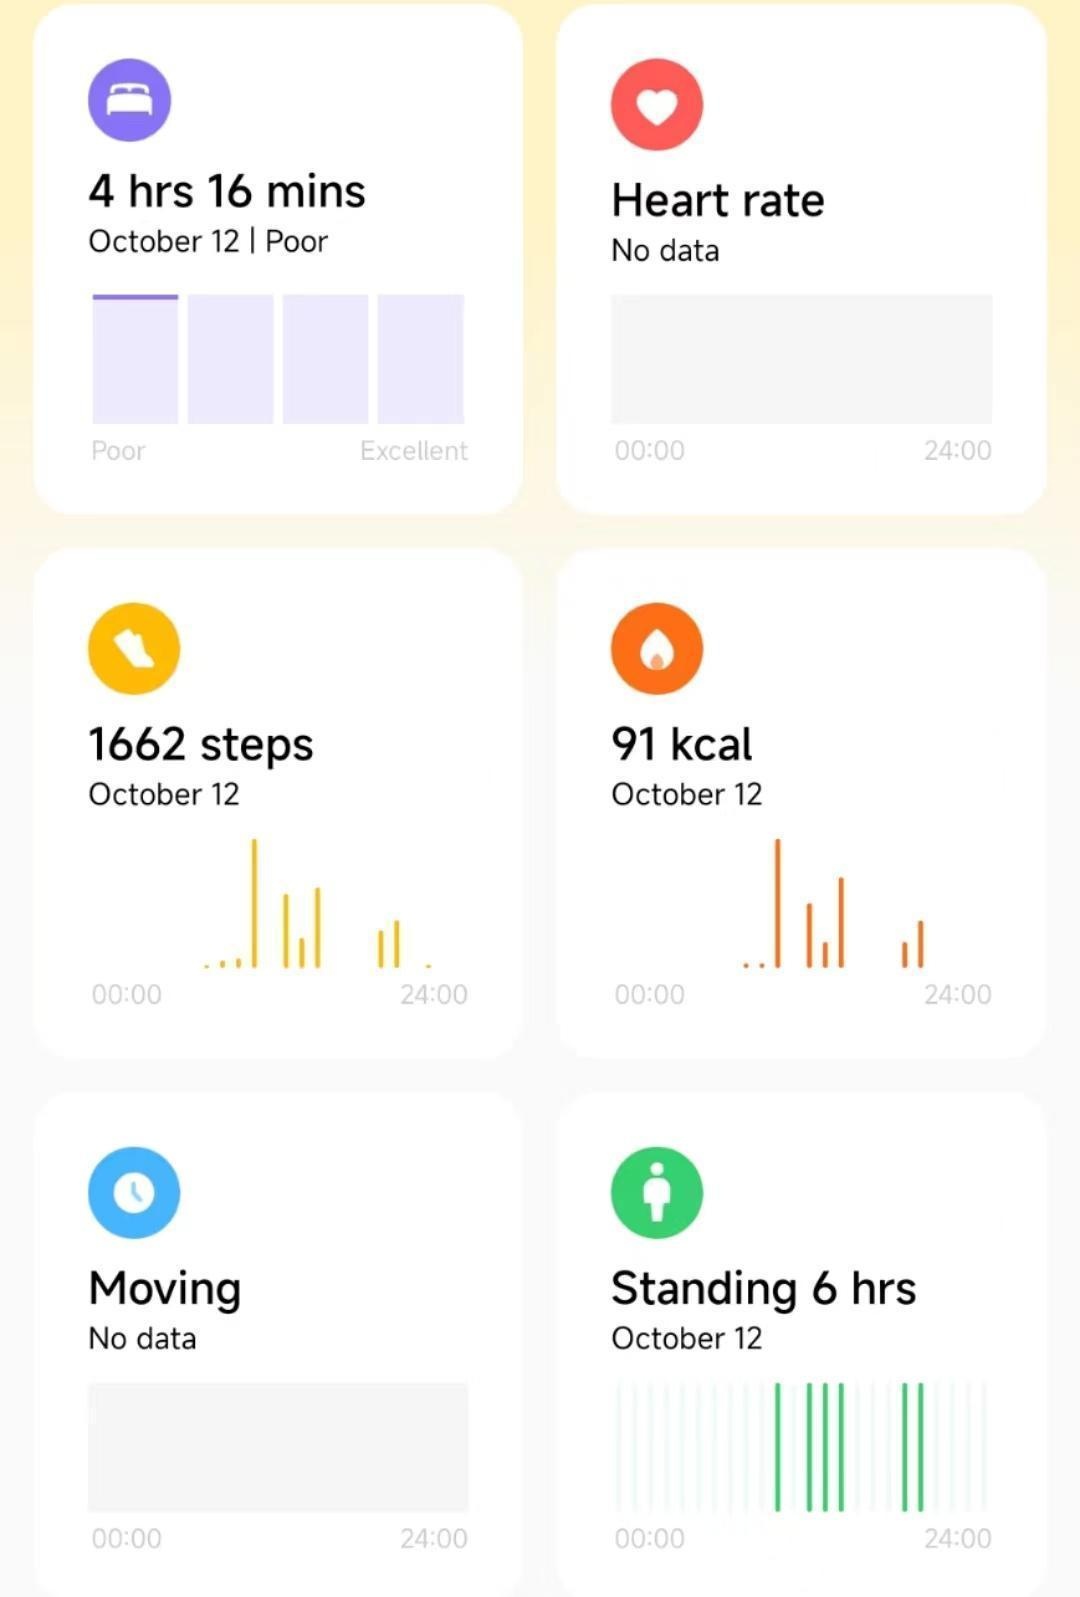 4 hrs 16 mins
October 12 | Poor
Poor
Excellent
Heart rate
No data
00:00
24:00
1662 steps
October 12
00:00
24:00
91 kcal
October 12
00:00
24:00
Moving
No data
00:00
24:00
Standing 6 hrs
October 12
00:00
24:00